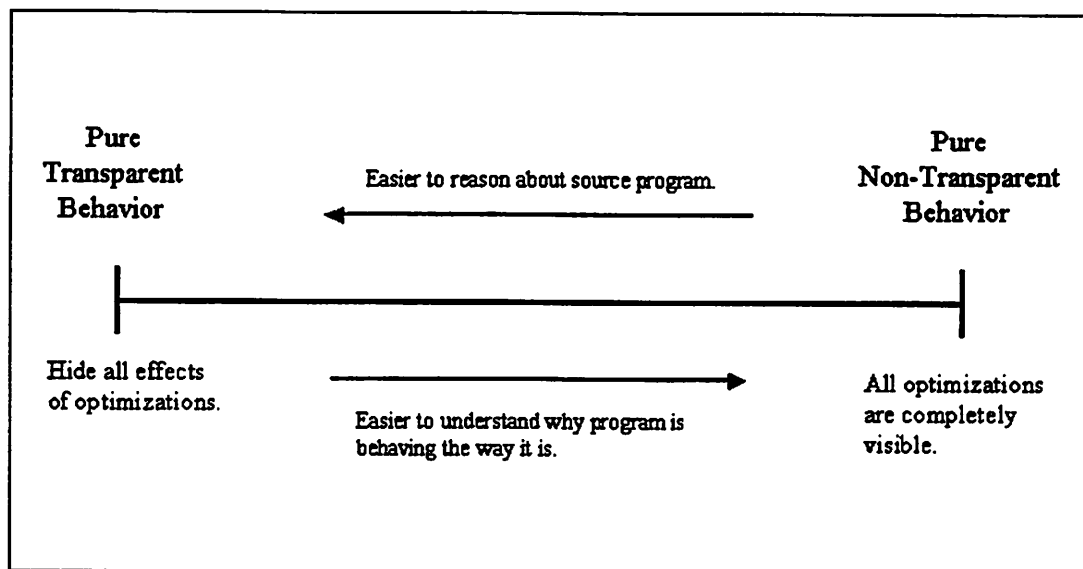 Pure
Transparent
Behavior
Easier to reason about source program.
Pure
Non-Transparent
Behavior
Hide all effects
of optimizations.
Easier to understand why program is
behaving the way it is.
All optimizations
are completely
visible.